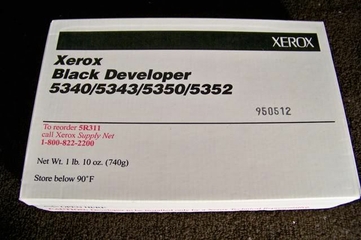 XEROX
Xerox
Black Developer
5340/5343/5350/5352
950512
To reorder 5R311
call Xerox Supply Net
1-800-822-2200
Net Wt. 1 lb. 10 oz. (740g)
Store below 90°F